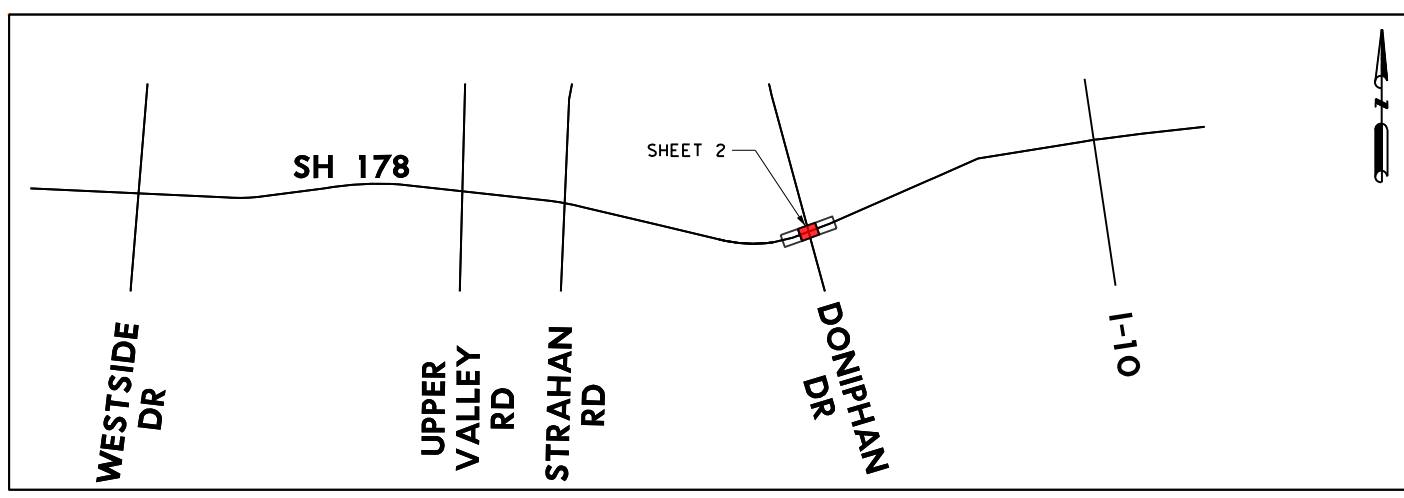 SHEET 2
SH 178
N
WESTSIDE
DR
UPPER
VALLEY
RD
STRAHAN
RD
DONIPHAN
DR
I-10